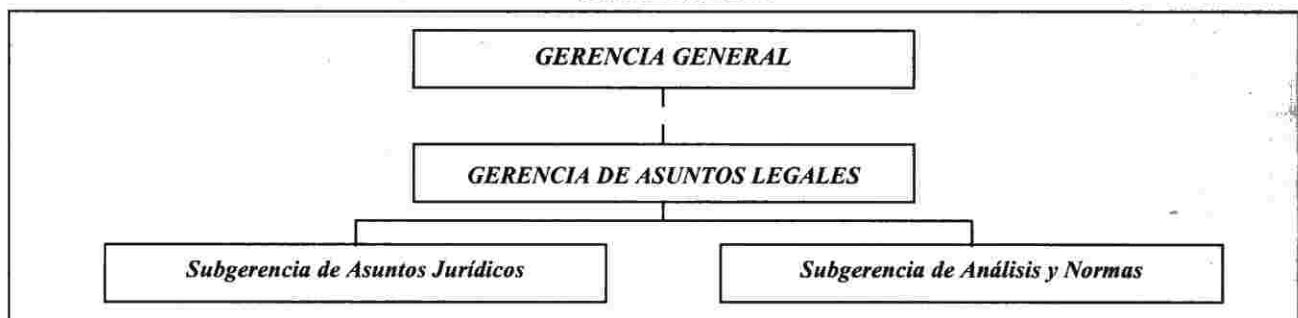 GERENCIA GENERAL
GERENCIA DE ASUNTOS LEGALES
Subgerencia de Asuntos Jurídicos
Subgerencia de Análisis y Normas